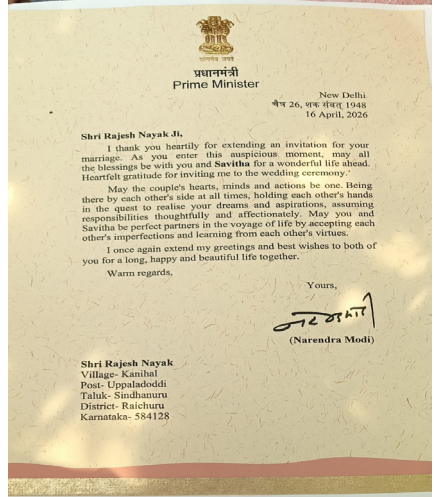 सत्यमेव जयते
प्रधानमंत्री
Prime Minister
New Delhi
चैत्र 26, शक संवत् 1948
16 April, 2026
Shri Rajesh Nayak Ji,
I thank you heartily for extending an invitation for your
marriage. As you enter this auspicious moment, may all
the blessings be with you and Savitha for a wonderful life ahead.
Heartfelt gratitude for inviting me to the wedding ceremony.'
May the couple's hearts, minds and actions be one. Being
there by each other's side at all times, holding each other's hands
in the quest to realise your dreams and aspirations, assuming
responsibilities thoughtfully and affectionately. May you and
Savitha be perfect partners in the voyage of life by accepting each
other's imperfections and learning from each other's virtues.
I once again extend my greetings and best wishes to both of
you for a long, happy and beautiful life together.
Warm regards,
Yours,
(Narendra Modi)
Shri Rajesh Nayak
Village- Kanihal
Post- Uppaladoddi
Taluk- Sindhanuru
District- Raichuru
Karnataka- 584128